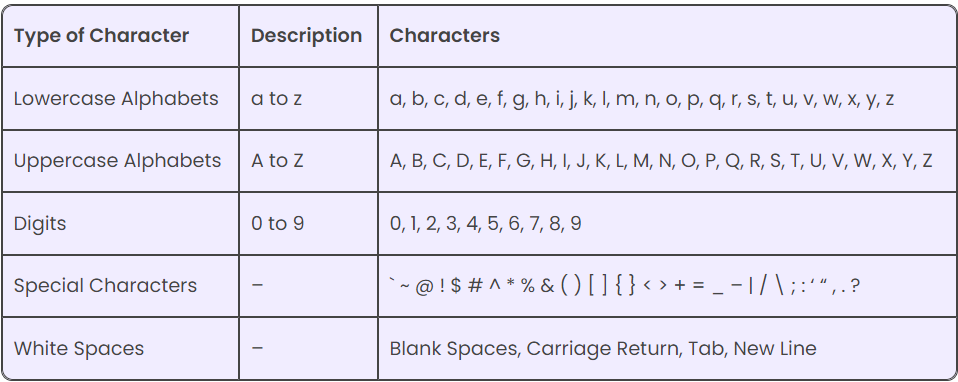 Type of Character Description Characters
Lowercase Alphabets a to z a, b, c, d, e, f, g, h, i, j, k, l, m, n, o, p, q, r, s, t, u, v, w, x, y, z
Uppercase Alphabets A to Z A, B, C, D, E, F, G, H, I, J, K, L, M, N, O, P, Q, R, S, T, U, V, W, X, Y, Z
Digits 0 to 9 0, 1, 2, 3, 4, 5, 6, 7, 8, 9
Special Characters – ` ~ @ ! $ # ^ * % & ( ) [ ] { } < > + = _ – | / \ ; : ‘ “ , . ?
White Spaces – Blank Spaces, Carriage Return, Tab, New Line